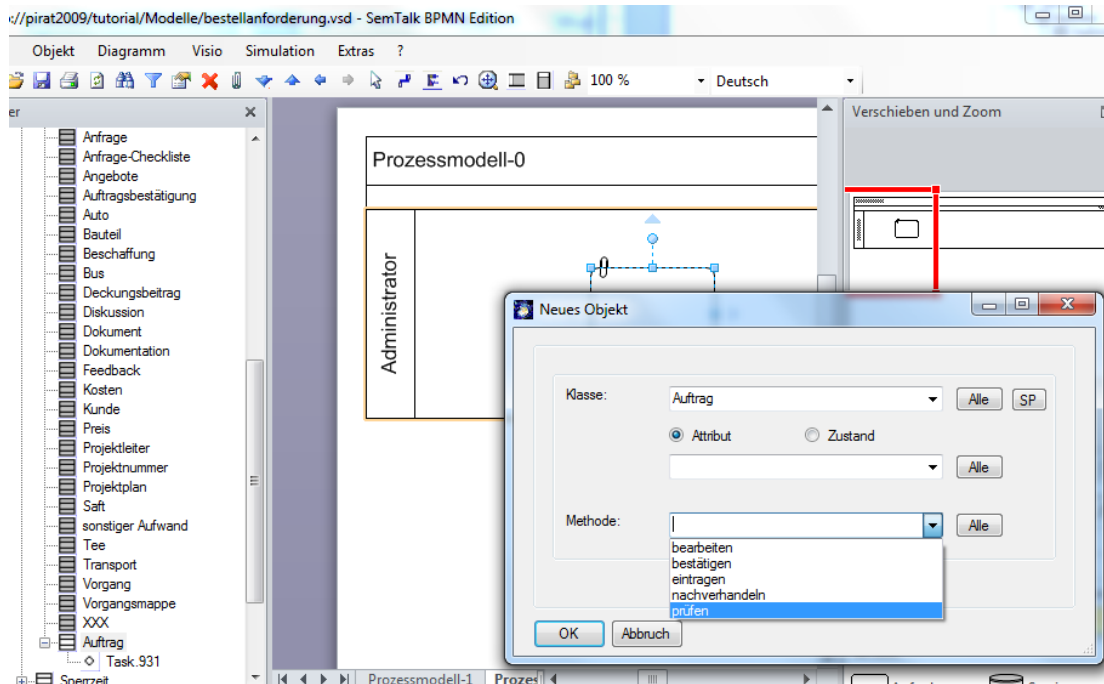 ://pirat2009/tutorial/Modelle/bestellanforderung.vsd - SemTalk BPMN Edition
Objekt Diagramm Visio Simulation Extras ?
100 % Deutsch
er
Anfrage
Anfrage-Checkliste
Angebote
Auftragsbestätigung
Auto
Bauteil
Beschaffung
Bus
Deckungsbeitrag
Diskussion
Dokument
Dokumentation
Feedback
Kosten
Kunde
Preis
Projektleiter
Projektnummer
Projektplan
Saft
sonstiger Aufwand
Tee
Transport
Vorgang
Vorgangsmappe
XXX
Auftrag
Task.931
Sperrzeit
Prozessmodell-0
Administrator
Prozessmodell-1 Prozes
Verschieben und Zoom
Neues Objekt
Klasse: Auftrag Alle SP
Attribut Zustand
Alle
Methode: Alle
bearbeiten
bestätigen
eintragen
nachverhandeln
prüfen
OK Abbruch